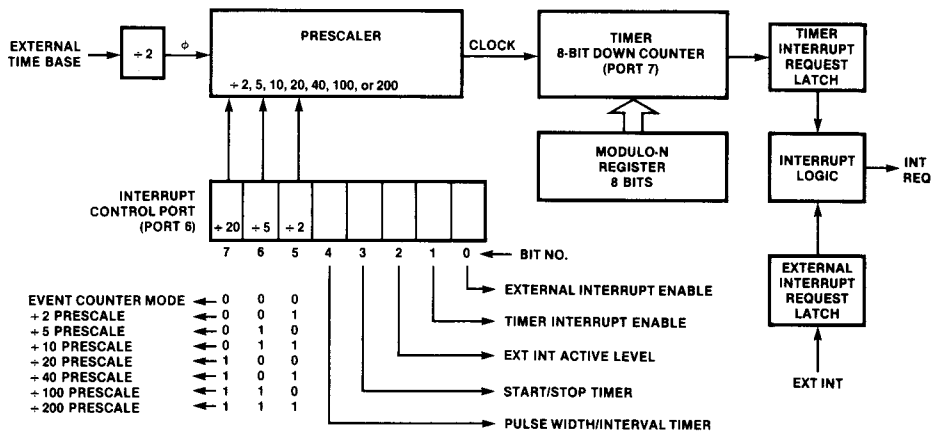 EXTERNAL
TIME BASE
÷2
ϕ
PRESCALER
÷ 2, 5, 10, 20, 40, 100, or 200
CLOCK
TIMER
8-BIT DOWN COUNTER
(PORT 7)
TIMER
INTERRUPT
REQUEST
LATCH
MODULO-N
REGISTER
8 BITS
INTERRUPT
LOGIC
INT
REQ
INTERRUPT
CONTROL PORT
(PORT 6)
÷ 20 ÷ 5 ÷ 2
7 6 5 4 3 2 1 0 BIT NO.
EXTERNAL
INTERRUPT
REQUEST
LATCH
EXT INT
EXTERNAL INTERRUPT ENABLE
TIMER INTERRUPT ENABLE
EXT INT ACTIVE LEVEL
START/STOP TIMER
PULSE WIDTH/INTERVAL TIMER
EVENT COUNTER MODE 0 0 0
÷ 2 PRESCALE 0 0 1
÷ 5 PRESCALE 0 1 0
÷ 10 PRESCALE 0 1 1
÷ 20 PRESCALE 1 0 0
÷ 40 PRESCALE 1 0 1
÷ 100 PRESCALE 1 1 0
÷ 200 PRESCALE 1 1 1